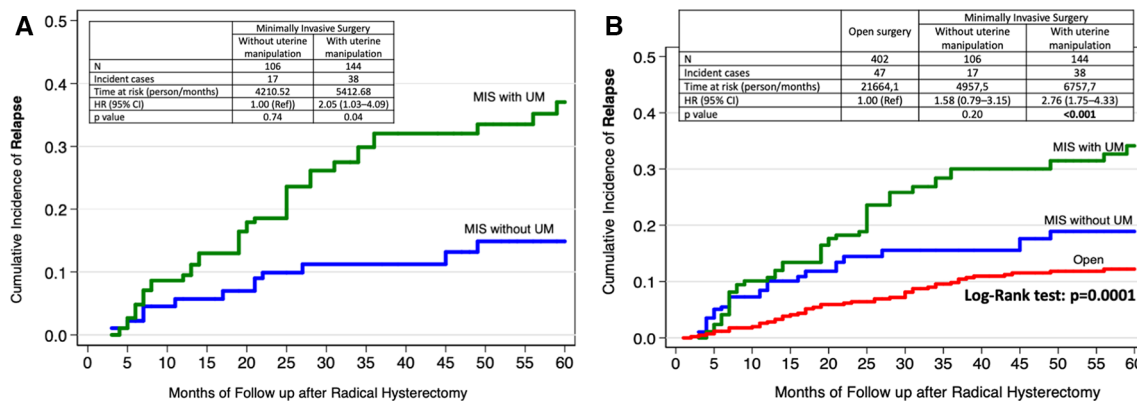 A
Minimally Invasive Surgery
Without uterine manipulation
With uterine manipulation
N 106 144
Incident cases 17 38
Time at risk (person/months) 4210.52 5412.68
HR (95% CI) 1.00 (Ref)) 2.05 (1.03–4.09)
p value 0.74 0.04
MIS with UM
MIS without UM
Cumulative Incidence of Relapse
0.5
0.4
0.3
0.2
0.1
0.0
0 5 10 15 20 25 30 35 40 45 50 55 60
Months of Follow up after Radical Hysterectomy
B
Open surgery
Minimally Invasive Surgery
Without uterine manipulation
With uterine manipulation
N 402 106 144
Incident cases 47 17 38
Time at risk (person/months) 21664,1 4957,5 6757,7
HR (95% CI) 1.00 (Ref) 1.58 (0.79–3.15) 2.76 (1.75–4.33)
p value 0.20 <0.001
MIS with UM
MIS without UM
Open
Log-Rank test: p=0.0001
Cumulative Incidence of Relapse
0.5
0.4
0.3
0.2
0.1
0.0
0 5 10 15 20 25 30 35 40 45 50 55 60
Months of Follow up after Radical Hysterectomy